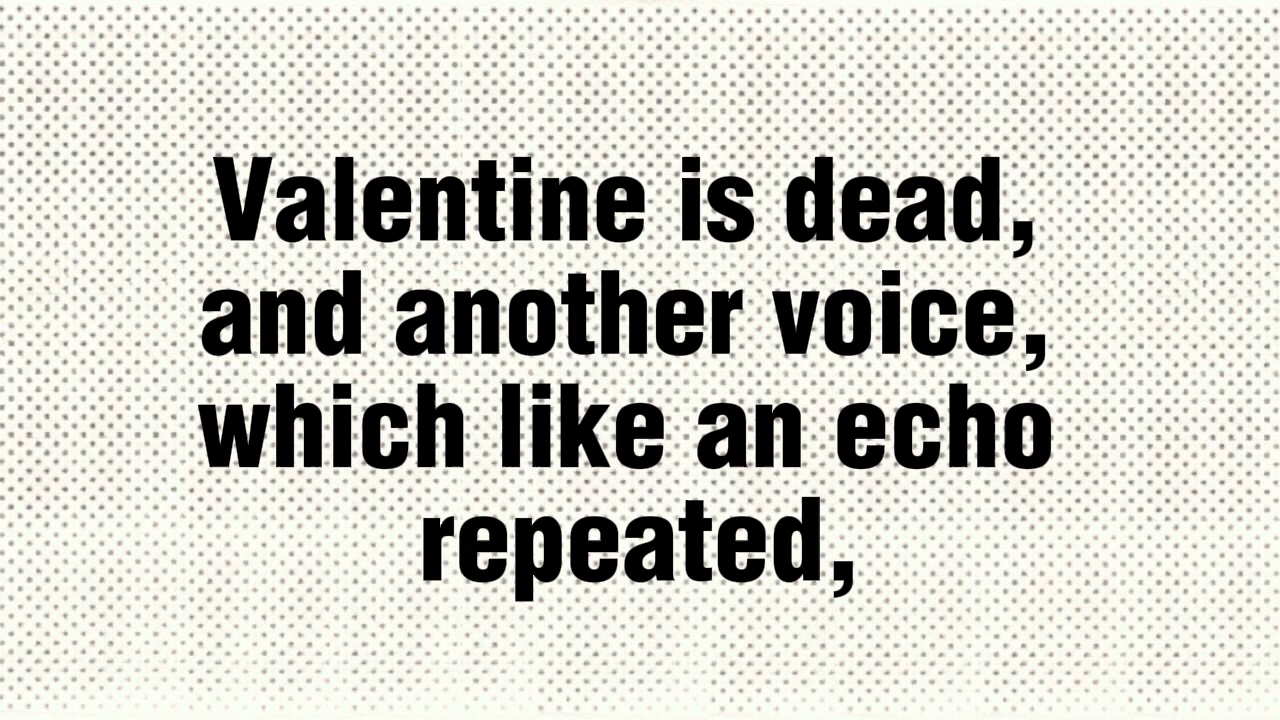 Valentine is dead,
and another voice,
which like an echo
repeated,